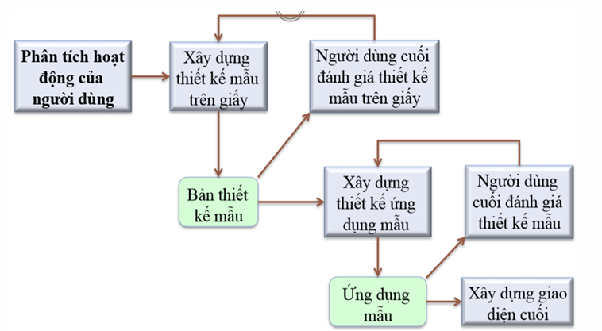 Phân tích hoạt
động của
người dùng
Xây dựng
thiết kế mẫu
trên giấy
Người dùng cuối
đánh giá thiết kế
mẫu trên giấy
Bản thiết
kế mẫu
Xây dựng
thiết kế ứng
dụng mẫu
Người dùng
cuối đánh giá
thiết kế mẫu
Ứng dụng
mẫu
Xây dựng giao
diện cuối